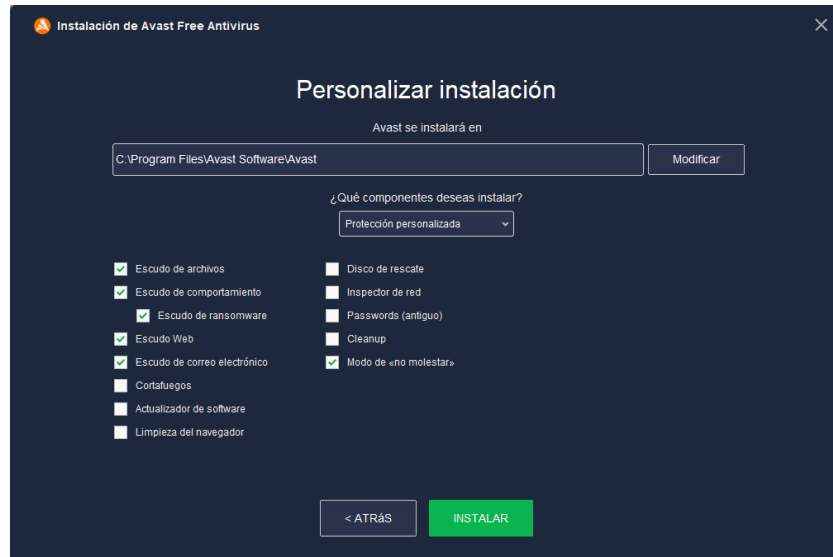 Instalación de Avast Free Antivirus
Personalizar instalación
Avast se instalará en
C:\Program Files\Avast Software\Avast
Modificar
¿Qué componentes deseas instalar?
Protección personalizada
Escudo de archivos
Escudo de comportamiento
Escudo de ransomware
Escudo Web
Escudo de correo electrónico
Cortafuegos
Actualizador de software
Limpieza del navegador
Disco de rescate
Inspector de red
Passwords (antiguo)
Cleanup
Modo de «no molestar»
< ATRáS
INSTALAR